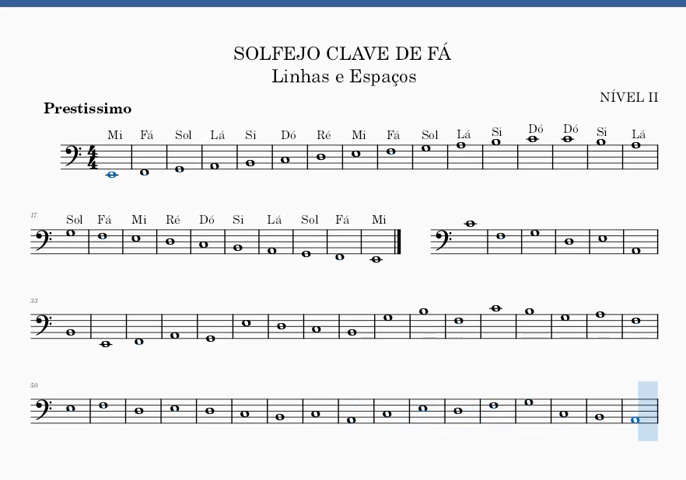 SOLFEJO CLAVE DE FÁ
Linhas e Espaços
NÍVEL II
Prestissimo
Mi Fá Sol Lá Si Dó Ré Mi Fá Sol Lá Si Dó Dó Si Lá
4
4
17
Sol Fá Mi Ré Dó Si Lá Sol Fá Mi
33
50